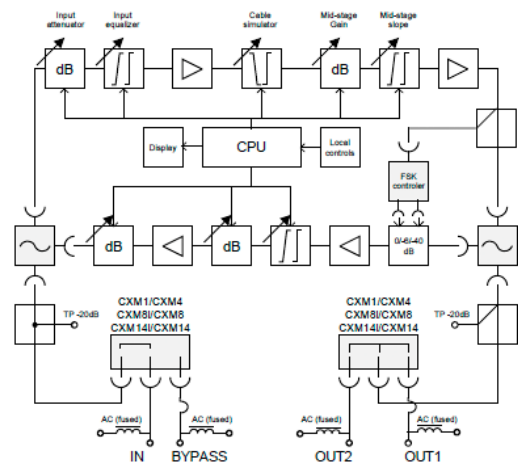 Input
attenuator
Input
equalizer
Cable
simulator
Mid-stage
Gain
Mid-stage
slope
dB
dB
Display
CPU
Local
controls
FSK
controler
dB
dB
0/-6/-40
dB
TP -20dB
CXM1/CXM4
CXM8I/CXM8
CXM14I/CXM14
CXM1/CXM4
CXM8I/CXM8
CXM14I/CXM14
TP -20dB
AC (fused)
AC (fused)
AC (fused)
AC (fused)
IN
BYPASS
OUT2
OUT1